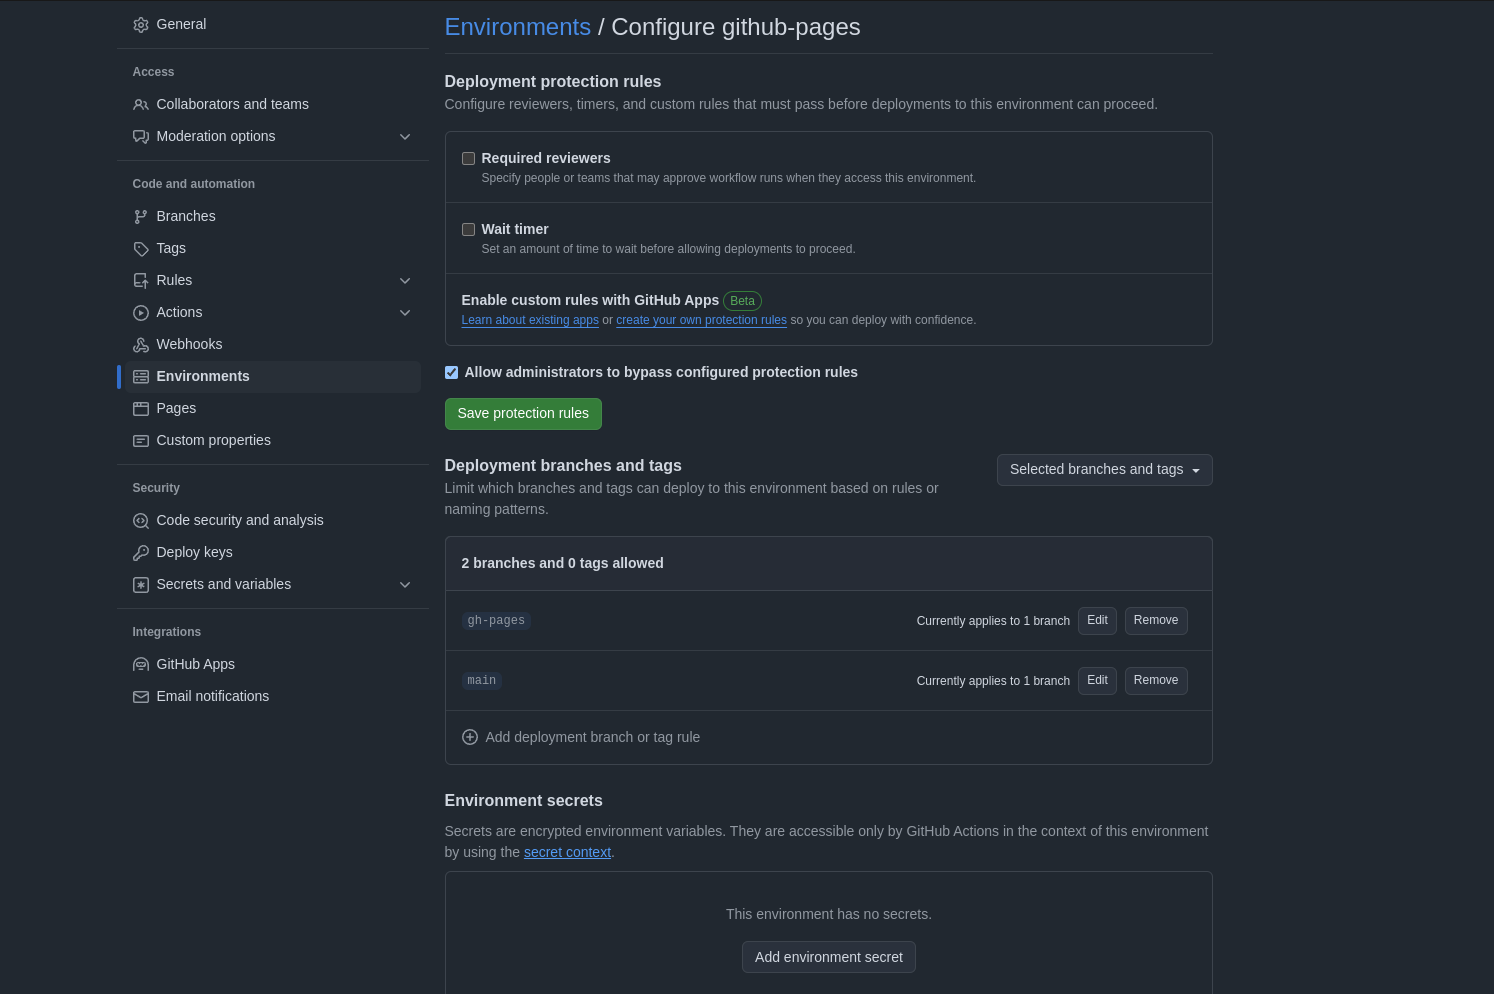 General
Access
Collaborators and teams
Moderation options
Code and automation
Branches
Tags
Rules
Actions
Webhooks
Environments
Pages
Custom properties
Security
Code security and analysis
Deploy keys
Secrets and variables
Integrations
GitHub Apps
Email notifications
Environments / Configure github-pages
Deployment protection rules
Configure reviewers, timers, and custom rules that must pass before deployments to this environment can proceed.
Required reviewers
Specify people or teams that may approve workflow runs when they access this environment.
Wait timer
Set an amount of time to wait before allowing deployments to proceed.
Enable custom rules with GitHub Apps Beta
Learn about existing apps or create your own protection rules so you can deploy with confidence.
Allow administrators to bypass configured protection rules
Save protection rules
Deployment branches and tags
Selected branches and tags
Limit which branches and tags can deploy to this environment based on rules or
naming patterns.
2 branches and 0 tags allowed
gh-pages Currently applies to 1 branch Edit Remove
main Currently applies to 1 branch Edit Remove
Add deployment branch or tag rule
Environment secrets
Secrets are encrypted environment variables. They are accessible only by GitHub Actions in the context of this environment
by using the secret context.
This environment has no secrets.
Add environment secret